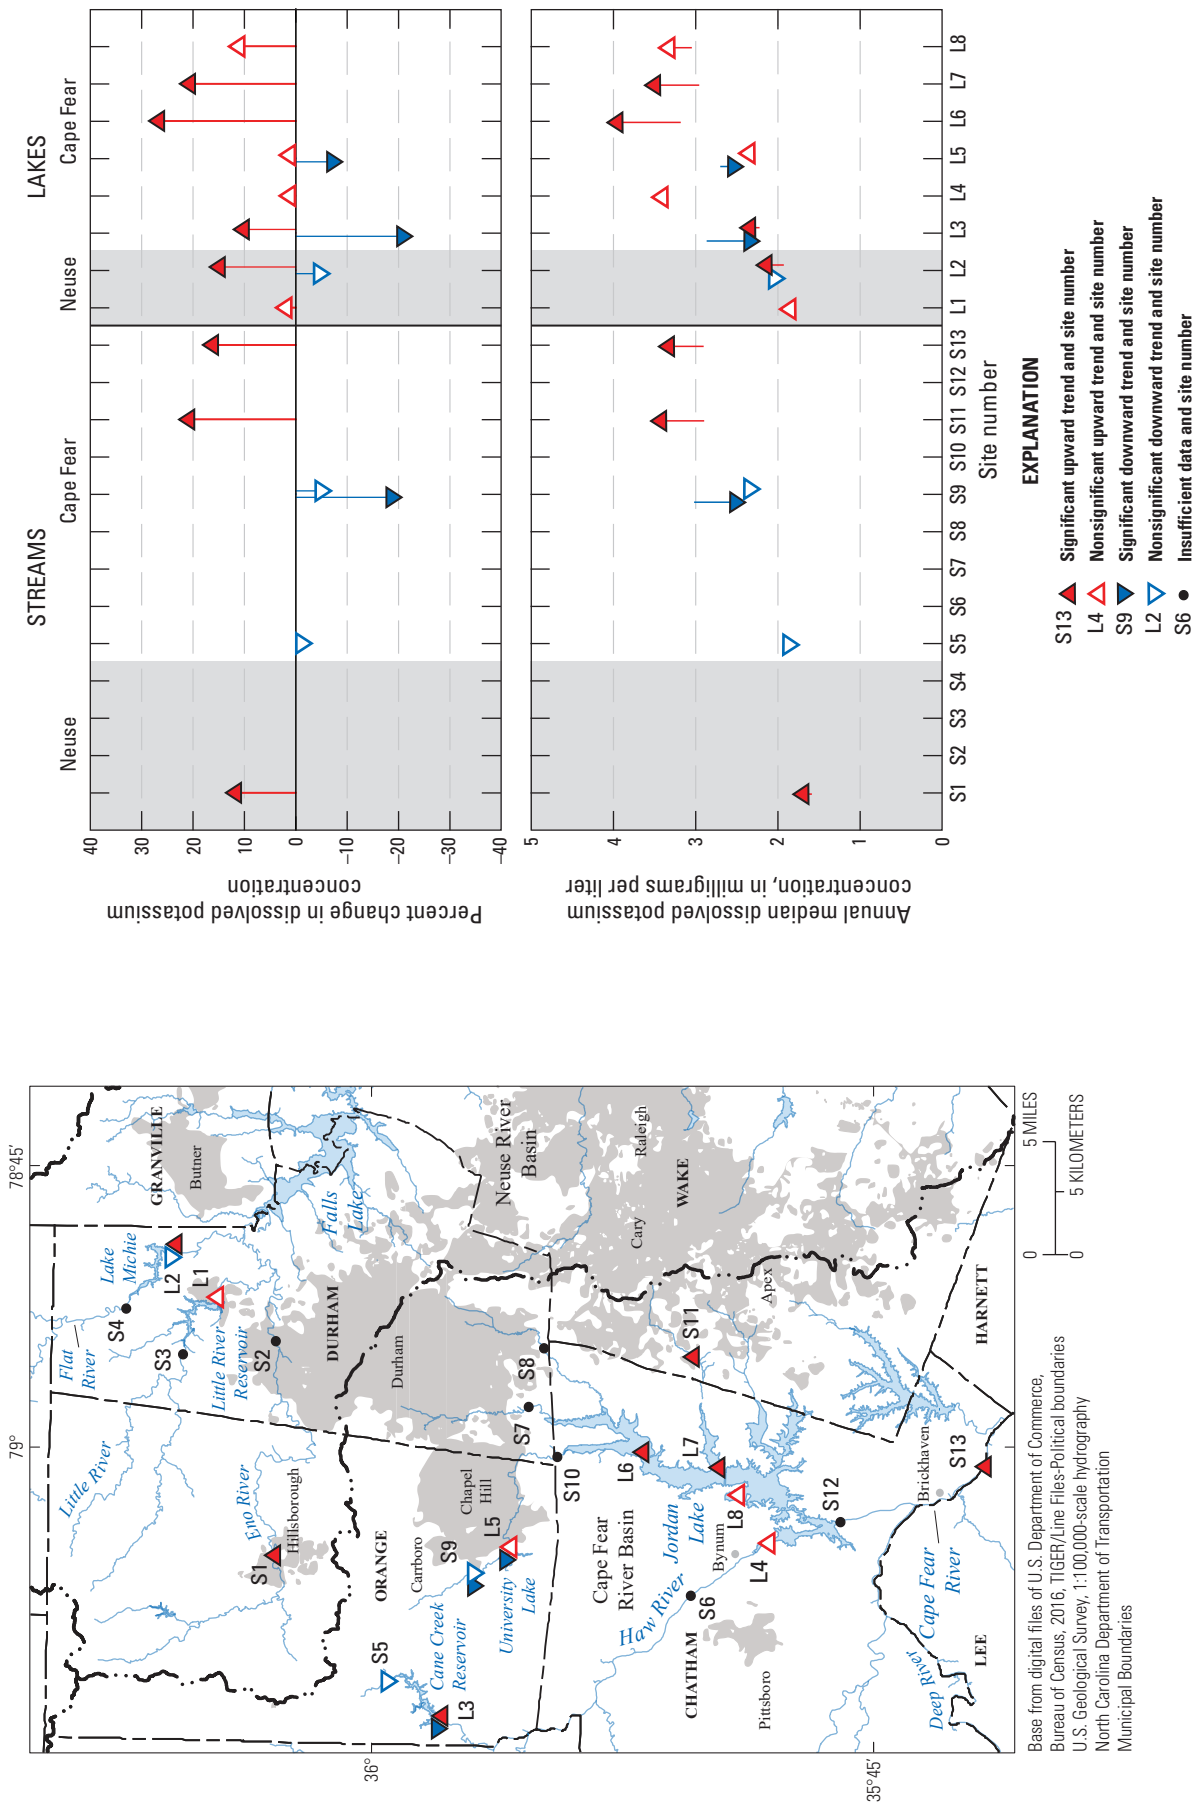 78°45′
79°
36°
35°45′
GRANVILLE
Butner
Lake
Michie
Flat
River
S4
S3
L2
L1
Little River
Reservoir
S2
Falls
Lake
Little River
Eno River
Hillsborough
S1
DURHAM
Durham
ORANGE
Carrboro
Chapel
Hill
S9
L5
University
Lake
S5
Cane Creek
Reservoir
L3
S7
S8
S10
Neuse River
Basin
Raleigh
WAKE
Cary
Apex
S11
Cape Fear
River Basin
L6
L7
Jordan
Lake
L8
Bynum
L4
Haw River
S6
CHATHAM
Pittsboro
S12
Brickhaven
S13
Cape Fear
River
Deep River
LEE
HARNETT
0
5 MILES
0
5 KILOMETERS
Base from digital files of U.S. Department of Commerce,
Bureau of Census, 2016, TIGER/Line Files-Political boundaries
U.S. Geological Survey, 1:100,000-scale hydrography
North Carolina Department of Transportation
Municipal Boundaries
STREAMS
LAKES
Neuse
Cape Fear
Neuse
Cape Fear
Percent change in dissolved potassium
concentration
40
30
20
10
0
–10
–20
–30
–40
Annual median dissolved potassium
concentration, in milligrams per liter
5
4
3
2
1
0
S1 S2 S3 S4 S5 S6 S7 S8 S9 S10 S11 S12 S13 L1 L2 L3 L4 L5 L6 L7 L8
Site number
EXPLANATION
S13 Significant upward trend and site number
L4 Nonsignificant upward trend and site number
S9 Significant downward trend and site number
L2 Nonsignificant downward trend and site number
S6 Insufficient data and site number